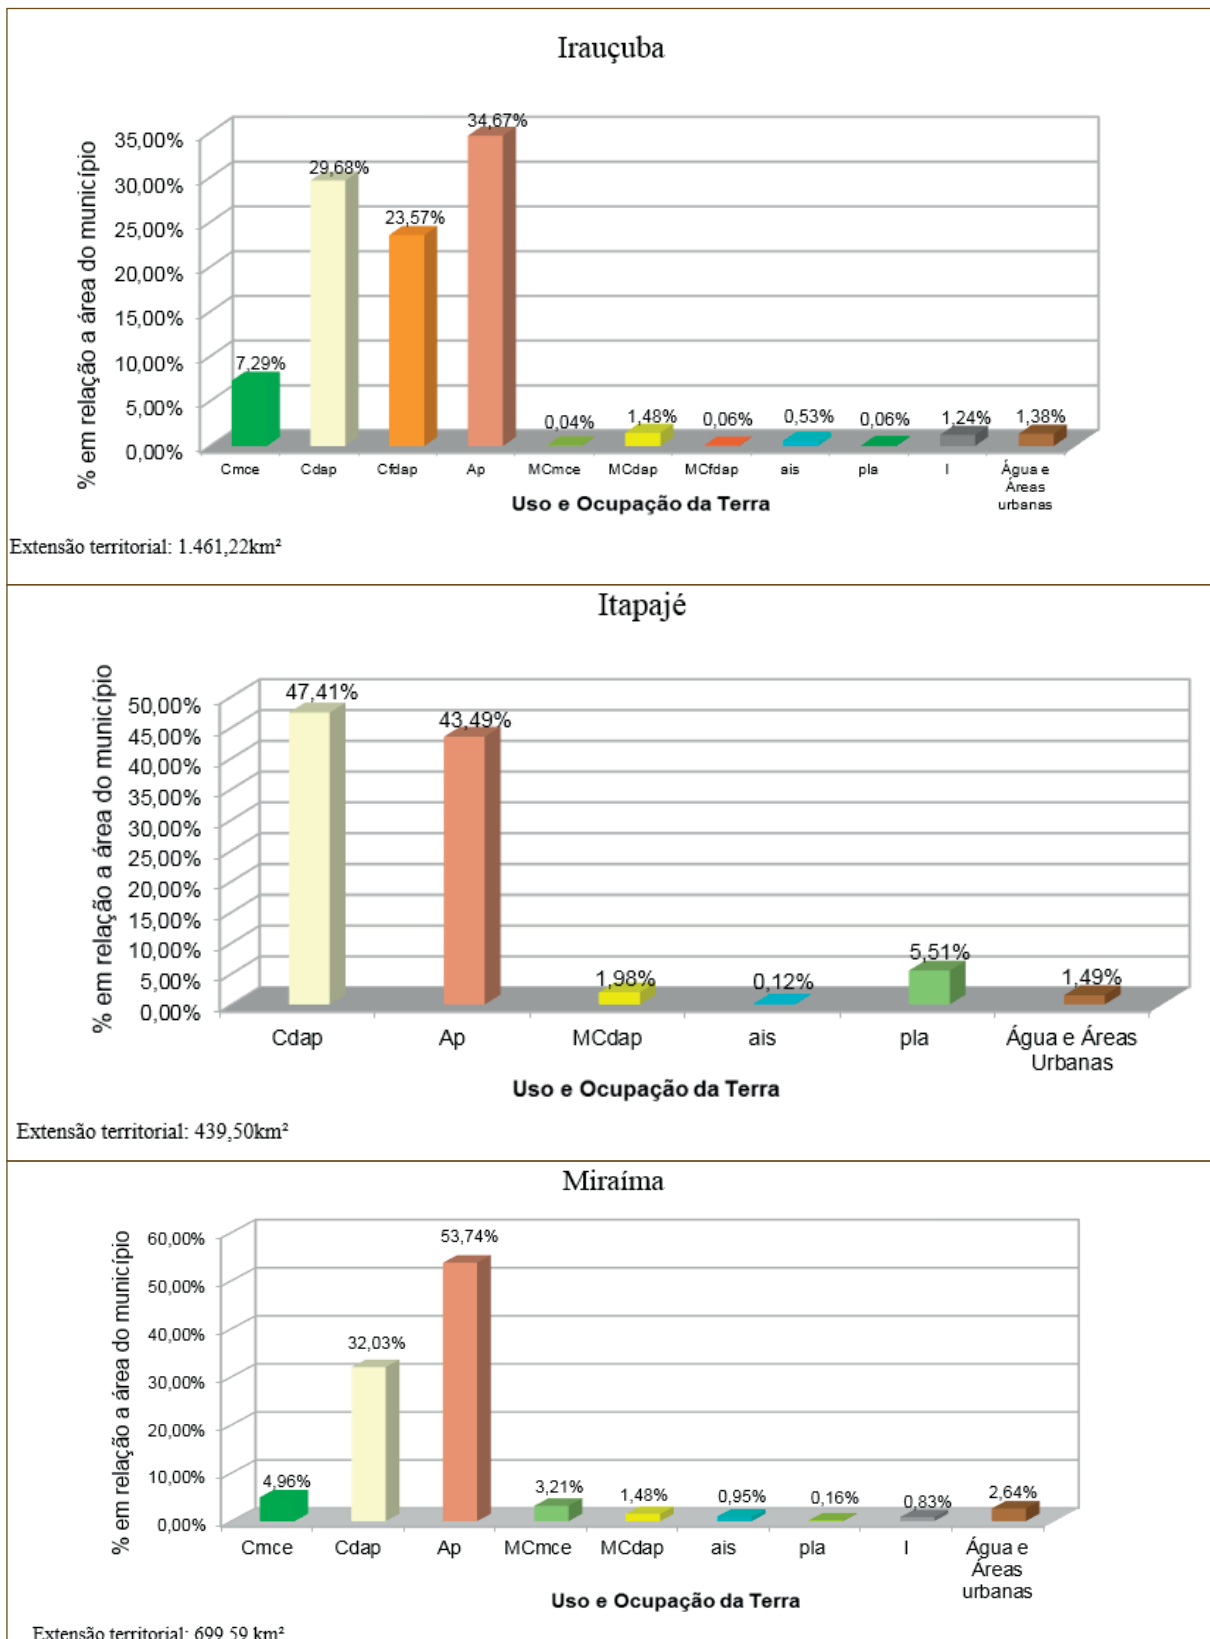 Irauçuba
% em relação a área do município
35,00%
30,00%
25,00%
20,00%
15,00%
10,00%
5,00%
0,00%
7,29%
29,68%
23,57%
34,67%
0,04%
1,48%
0,06%
0,53%
0,06%
1,24%
1,38%
Cmce Cdap Cfdap Ap MCmce MCdap MCfdap ais pla I Água e
Áreas
urbanas
Uso e Ocupação da Terra
Extensão territorial: 1.461,22km²
Itapajé
% em relação a área do município
50,00%
45,00%
40,00%
35,00%
30,00%
25,00%
20,00%
15,00%
10,00%
5,00%
0,00%
47,41%
43,49%
1,98%
0,12%
5,51%
1,49%
Cdap Ap MCdap ais pla Água e Áreas
Urbanas
Uso e Ocupação da Terra
Extensão territorial: 439,50km²
Miraíma
% em relação a área do município
60,00%
50,00%
40,00%
30,00%
20,00%
10,00%
0,00%
4,96%
32,03%
53,74%
3,21%
1,48%
0,95%
0,16%
0,83%
2,64%
Cmce Cdap Ap MCmce MCdap ais pla I Água e
Áreas
urbanas
Uso e Ocupação da Terra
Extensão territorial: 699,59 km²